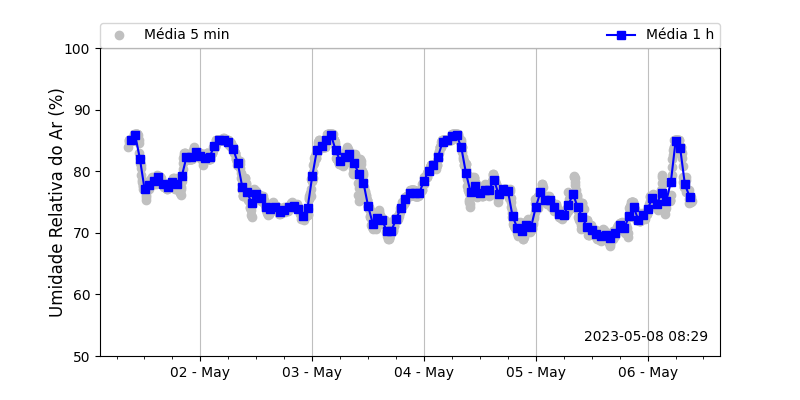 Média 5 min
Média 1 h
100
90
80
70
60
50
Umidade Relativa do Ar (%)
2023-05-08 08:29
02 - May
03 - May
04 - May
05 - May
06 - May